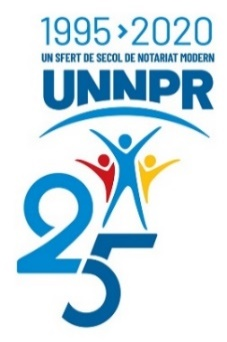 1995>2020
UN SFERT DE SECOL DE NOTARIAT MODERN
UNNPR
25